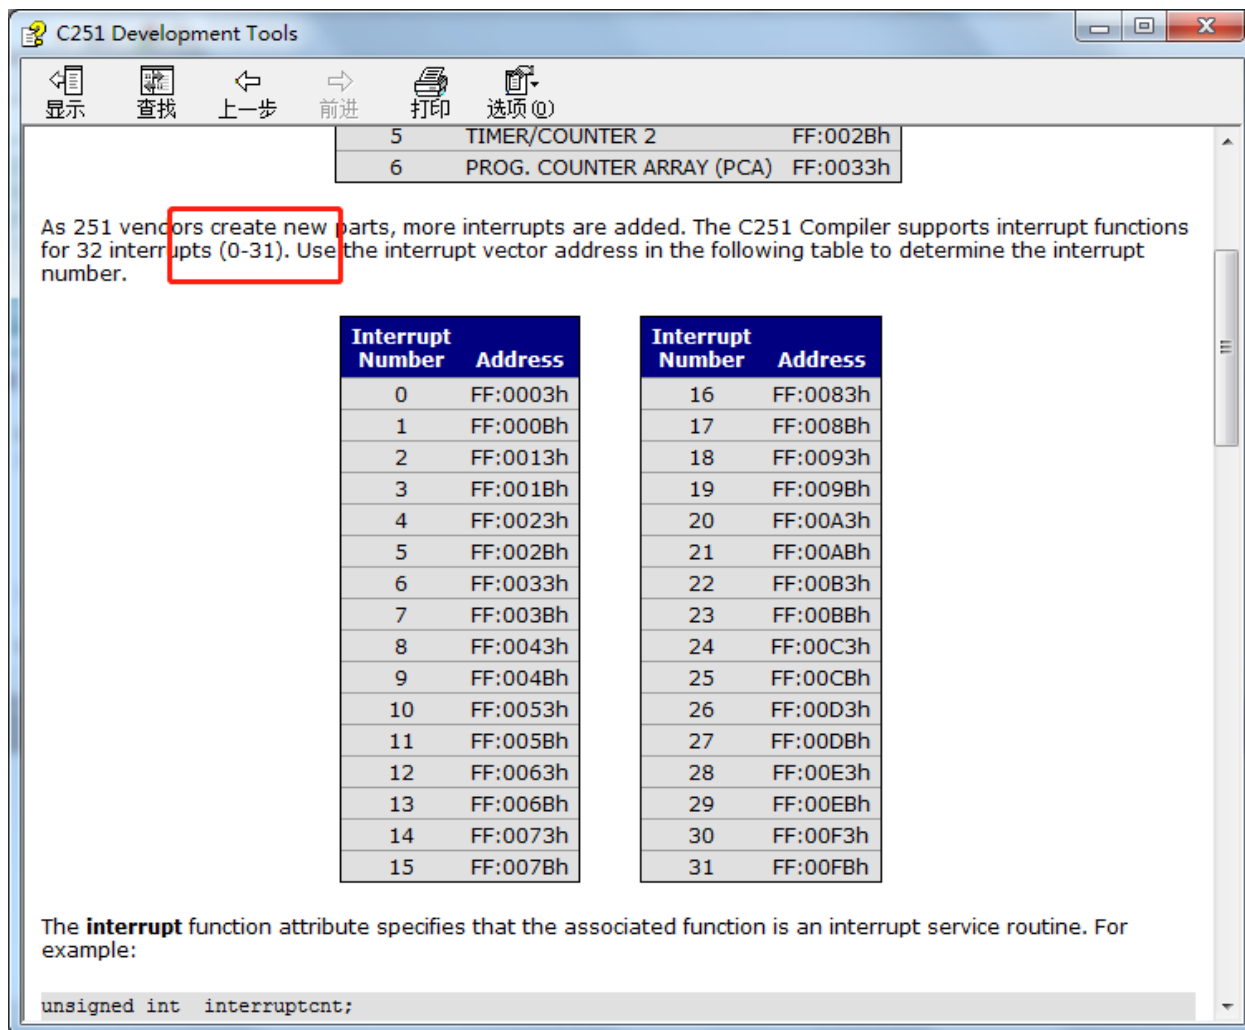 C251 Development Tools
显示 查找 上一步 前进 打印 选项(O)
5 TIMER/COUNTER 2 FF:002Bh
6 PROG. COUNTER ARRAY (PCA) FF:0033h
As 251 vendors create new parts, more interrupts are added. The C251 Compiler supports interrupt functions
for 32 interrupts (0-31). Use the interrupt vector address in the following table to determine the interrupt
number.
Interrupt Interrupt
Number Address Number Address
0 FF:0003h 16 FF:0083h
1 FF:000Bh 17 FF:008Bh
2 FF:0013h 18 FF:0093h
3 FF:001Bh 19 FF:009Bh
4 FF:0023h 20 FF:00A3h
5 FF:002Bh 21 FF:00ABh
6 FF:0033h 22 FF:00B3h
7 FF:003Bh 23 FF:00BBh
8 FF:0043h 24 FF:00C3h
9 FF:004Bh 25 FF:00CBh
10 FF:0053h 26 FF:00D3h
11 FF:005Bh 27 FF:00DBh
12 FF:0063h 28 FF:00E3h
13 FF:006Bh 29 FF:00EBh
14 FF:0073h 30 FF:00F3h
15 FF:007Bh 31 FF:00FBh
The interrupt function attribute specifies that the associated function is an interrupt service routine. For
example:
unsigned int interruptcnt;